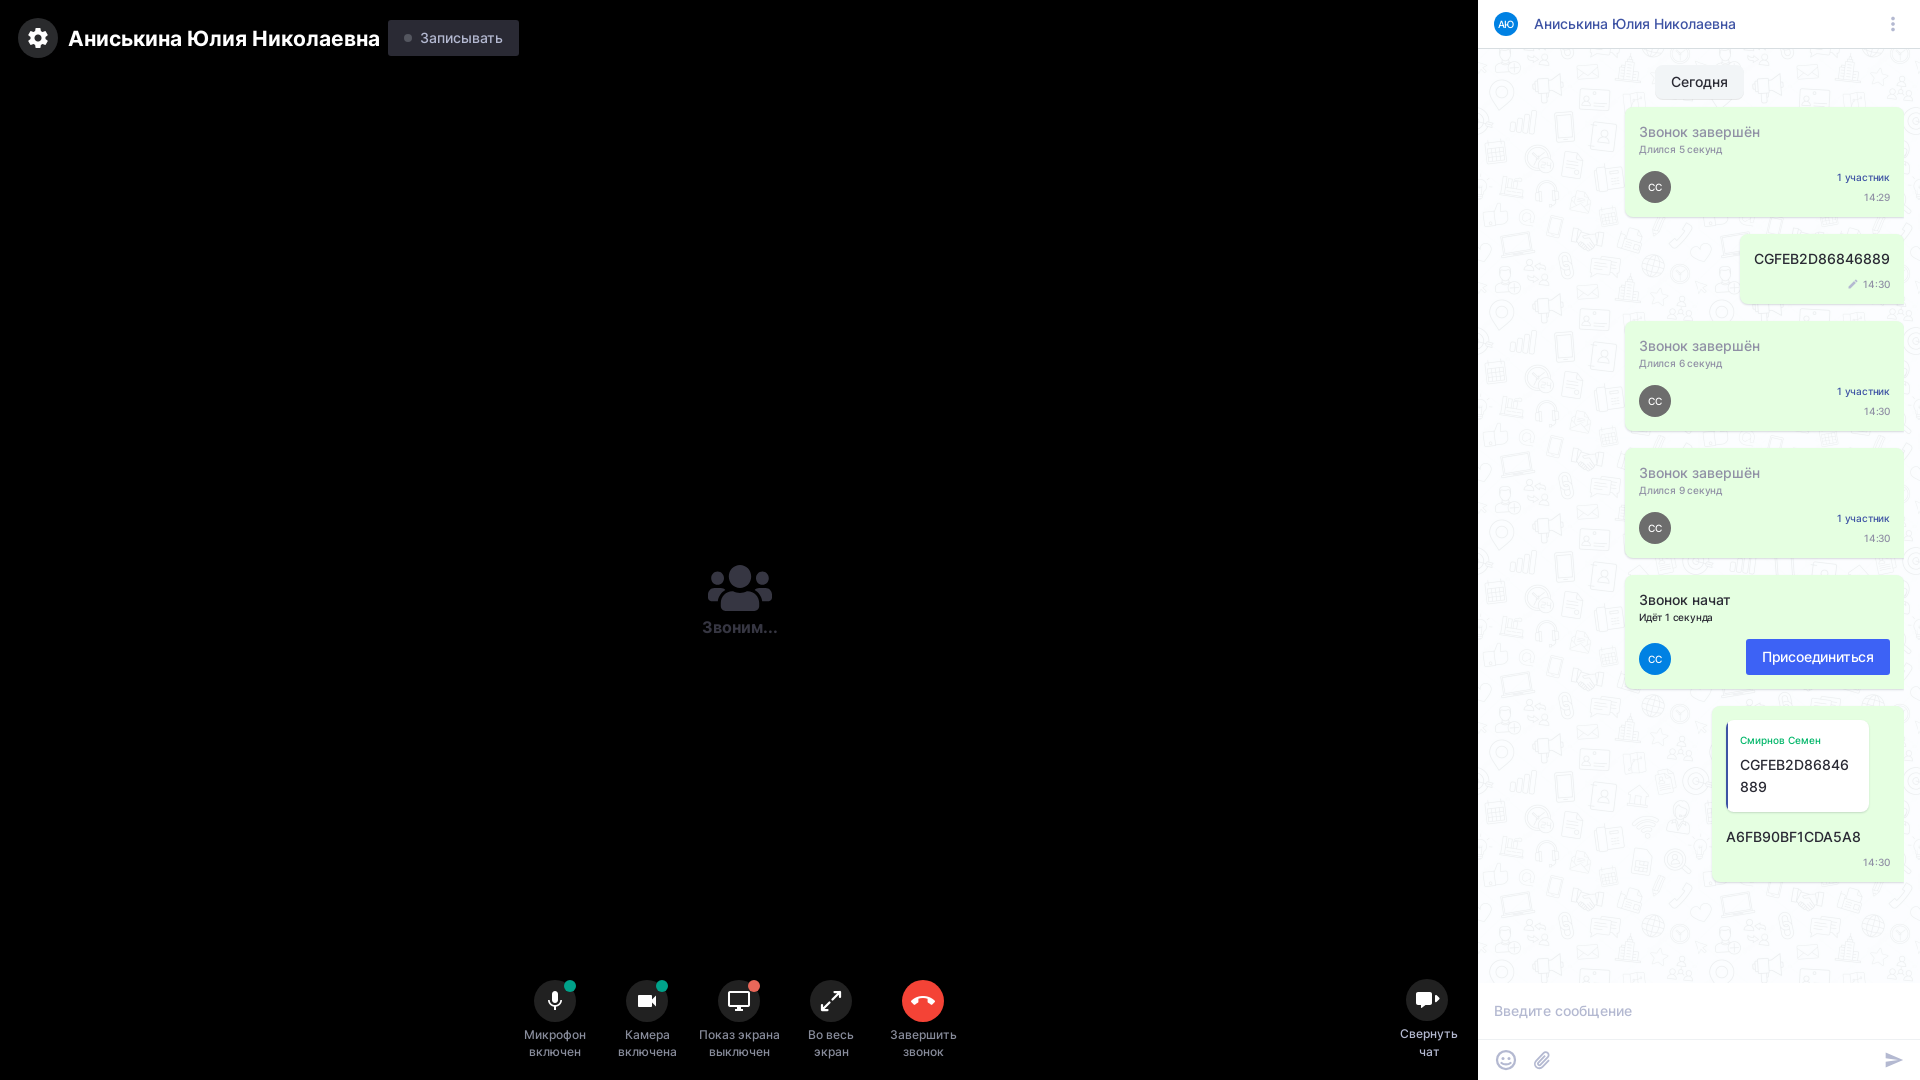 Аниськина Юлия Николаевна
Записывать
Звоним...
Микрофон
включен
Камера
включена
Показ экрана
выключен
Во весь
экран
Завершить
звонок
Свернуть
чат
АЮ
Аниськина Юлия Николаевна
Сегодня
Звонок завершён
Длился 5 секунд
СС
1 участник
14:29
CGFEB2D86846889
14:30
Звонок завершён
Длился 6 секунд
СС
1 участник
14:30
Звонок завершён
Длился 9 секунд
СС
1 участник
14:30
Звонок начат
Идёт 1 секунда
СС
Присоединиться
Смирнов Семен
CGFEB2D86846
889
A6FB90BF1CDA5A8
14:30
Введите сообщение